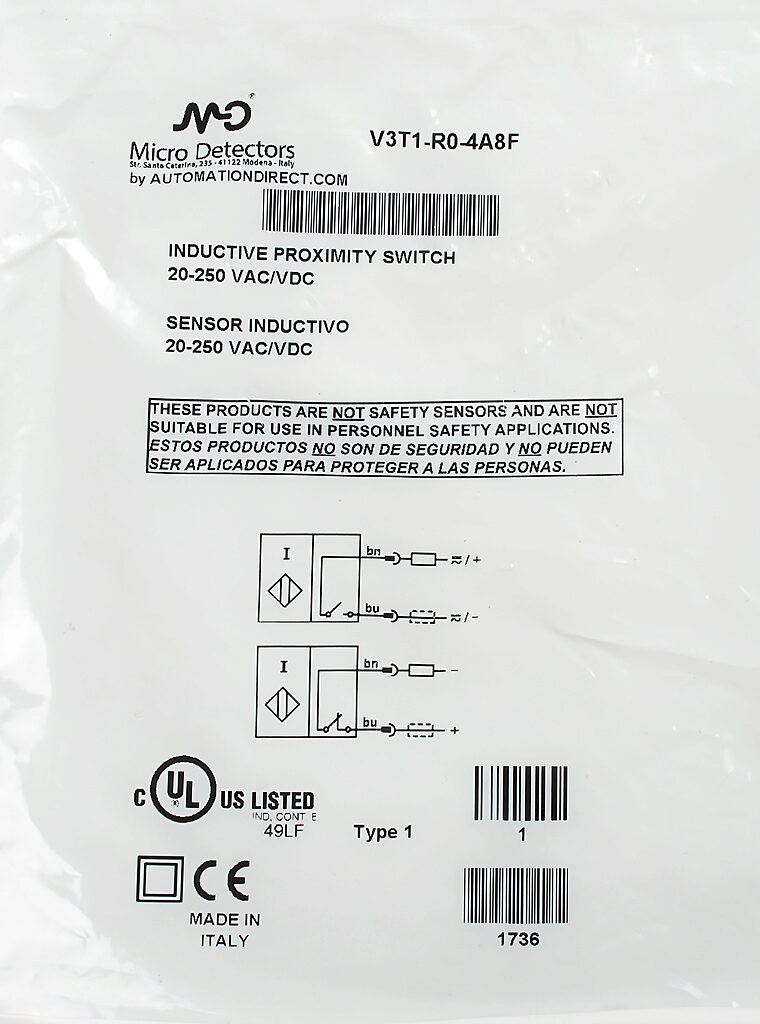 MD®
V3T1-R0-4A8F
Micro Detectors
Str. Santa Caterina, 235 - 41122 Modena - Italy
by AUTOMATIONDIRECT.COM
INDUCTIVE PROXIMITY SWITCH
20-250 VAC/VDC
SENSOR INDUCTIVO
20-250 VAC/VDC
THESE PRODUCTS ARE NOT SAFETY SENSORS AND ARE NOT
SUITABLE FOR USE IN PERSONNEL SAFETY APPLICATIONS.
ESTOS PRODUCTOS NO SON DE SEGURIDAD Y NO PUEDEN
SER APLICADOS PARA PROTEGER A LAS PERSONAS.
I
bn
≂ / +
bu
≂ / -
I
bn
-
bu
+
C UL US LISTED
IND. CONT E
49LF
Type 1
1
CE
MADE IN
ITALY
1736